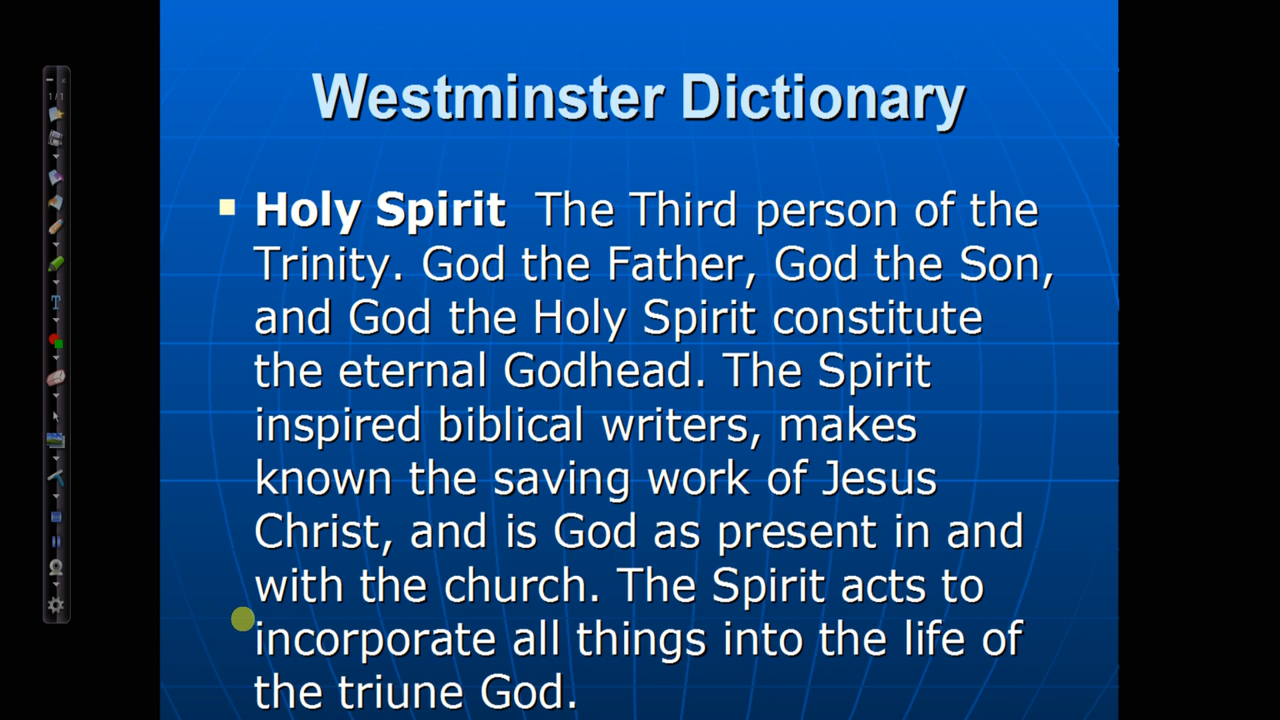 Westminster Dictionary
Holy Spirit The Third person of the
Trinity. God the Father, God the Son,
and God the Holy Spirit constitute
the eternal Godhead. The Spirit
inspired biblical writers, makes
known the saving work of Jesus
Christ, and is God as present in and
with the church. The Spirit acts to
incorporate all things into the life of
the triune God.
1/1
T